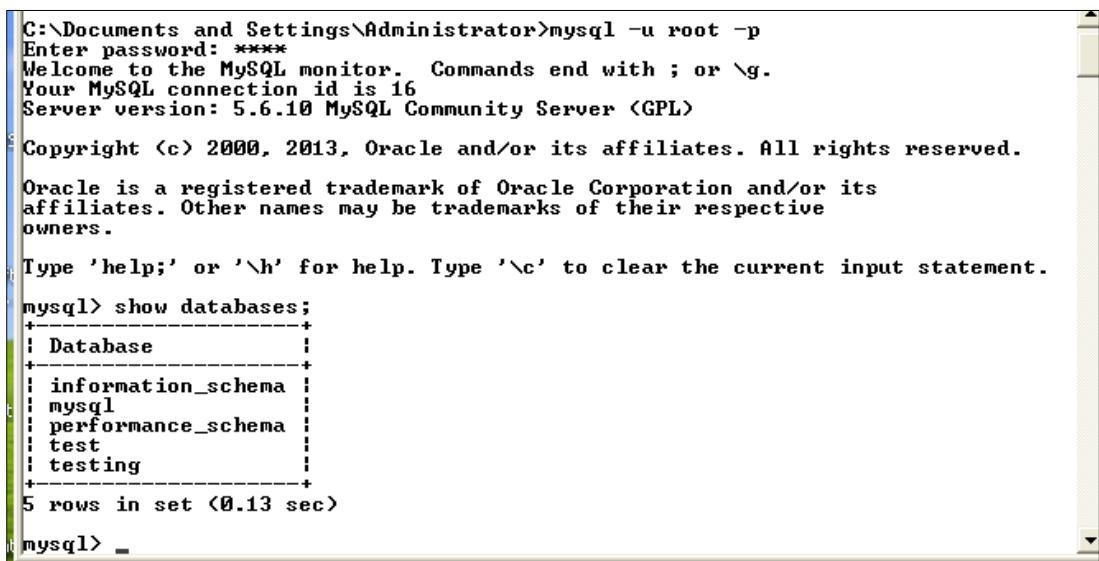 C:\Documents and Settings\Administrator>mysql -u root -p
Enter password: ****
Welcome to the MySQL monitor.  Commands end with ; or \g.
Your MySQL connection id is 16
Server version: 5.6.10 MySQL Community Server (GPL)
Copyright (c) 2000, 2013, Oracle and/or its affiliates. All rights reserved.
Oracle is a registered trademark of Oracle Corporation and/or its
affiliates. Other names may be trademarks of their respective
owners.
Type 'help;' or '\h' for help. Type '\c' to clear the current input statement.
mysql> show databases;
+--------------------+
| Database           |
+--------------------+
| information_schema |
| mysql              |
| performance_schema |
| test               |
| testing            |
+--------------------+
5 rows in set (0.13 sec)
mysql> _